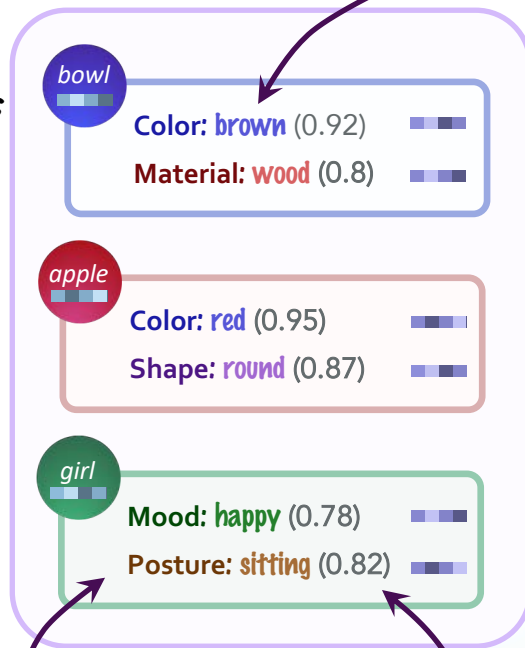 bowl
Color: brown (0.92)
Material: wood (0.8)
apple
Color: red (0.95)
Shape: round (0.87)
girl
Mood: happy (0.78)
Posture: sitting (0.82)